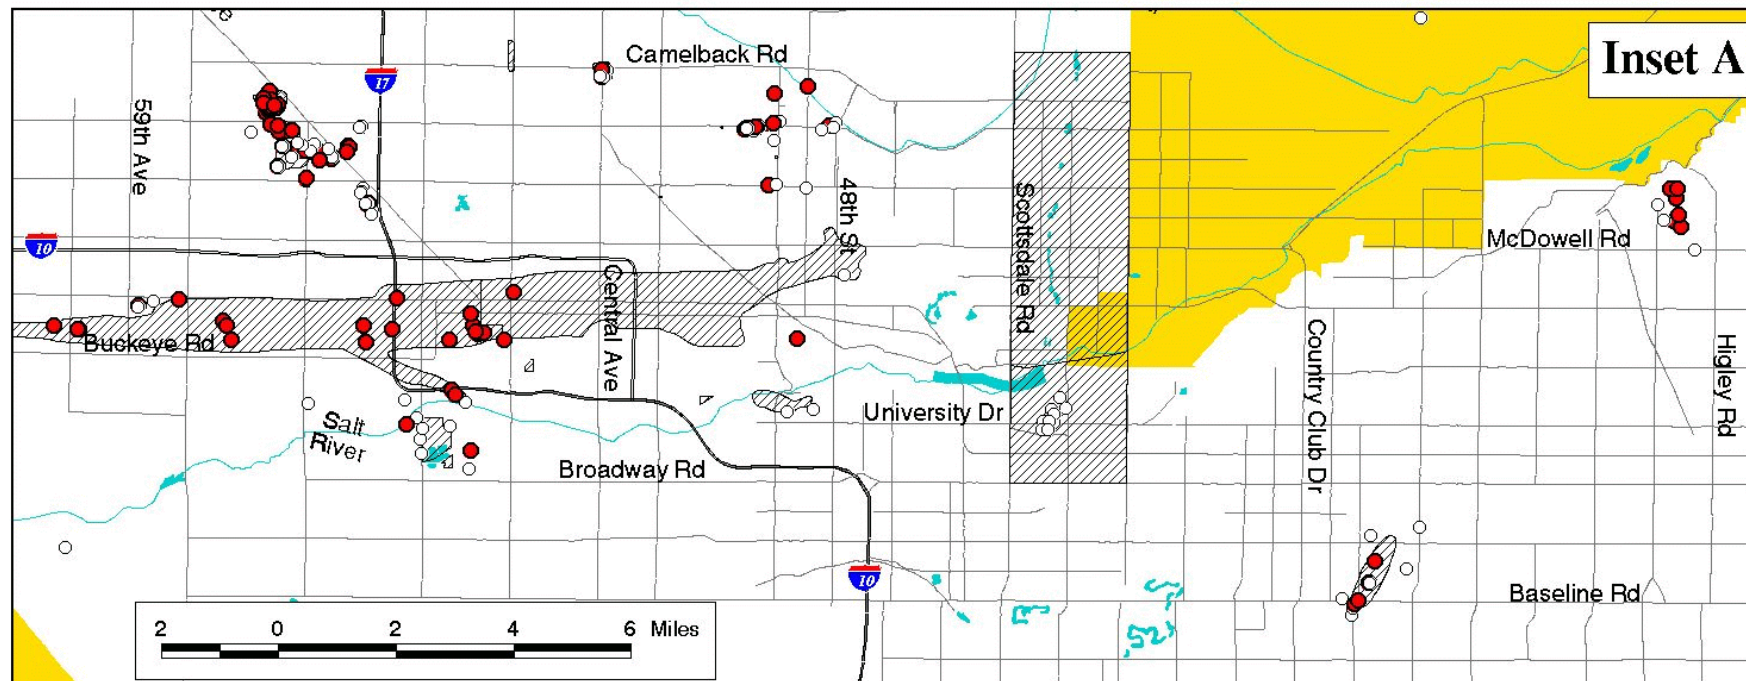 Camelback Rd
Inset A
17
59th Ave
48th St
Scottsdale Rd
10
McDowell Rd
Central Ave
Buckeye Rd
Country Club Dr
Higley Rd
University Dr
Salt
River
Broadway Rd
10
Baseline Rd
2 0 2 4 6 Miles